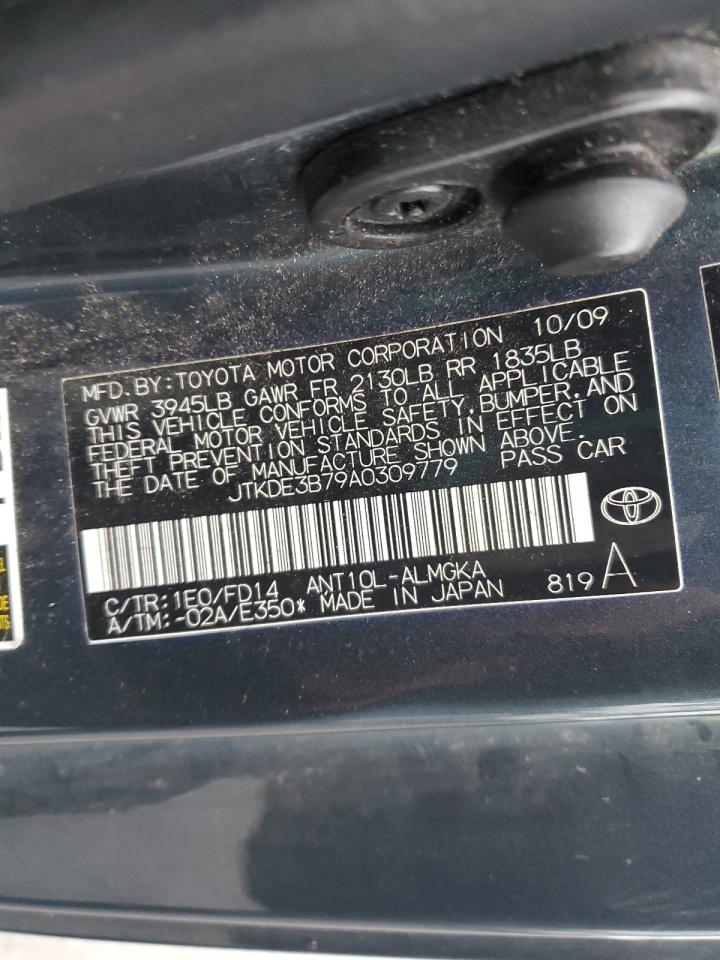 MFD. BY: TOYOTA MOTOR CORPORATION 10/09
GVWR 3945LB GAWR FR 2130LB RR 1835LB
THIS VEHICLE CONFORMS TO ALL APPLICABLE
FEDERAL MOTOR VEHICLE SAFETY, BUMPER, AND
THEFT PREVENTION STANDARDS IN EFFECT ON
THE DATE OF MANUFACTURE SHOWN ABOVE.
JTKDE3B79A0309779 PASS CAR
C/TR: 1E0/FD14 ANT10L-ALMGKA
A/TM: -02A/E350* MADE IN JAPAN 819 A